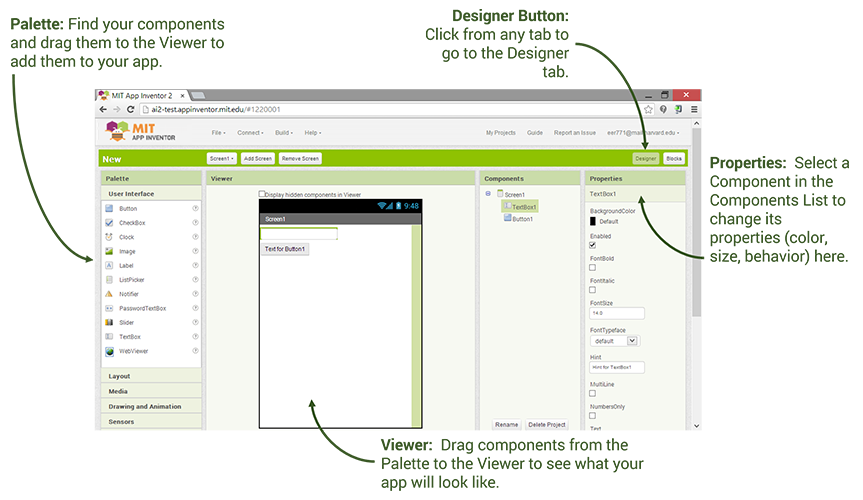 Palette: Find your components
and drag them to the Viewer to
add them to your app.
Designer Button:
Click from any tab to
go to the Designer
tab.
MIT App Inventor 2
ai2-test.appinventor.mit.edu/#1220001
MIT
APP INVENTOR
File
Connect
Build
Help
My Projects
Guide
Report an Issue
New
Screen1
Add Screen
Remove Screen
Designer
Blocks
Palette
User Interface
Button
CheckBox
Clock
Image
Label
ListPicker
Notifier
PasswordTextBox
Slider
TextBox
WebViewer
Layout
Media
Drawing and Animation
Sensors
Viewer
Display hidden components in Viewer
9:48
Screen1
Text for Button1
Components
Screen1
TextBox1
Button1
Rename
Delete Project
Properties
TextBox1
BackgroundColor
Default
Enabled
FontBold
FontItalic
FontSize
14.0
FontTypeface
default
Hint
Hint for TextBox1
MultiLine
NumbersOnly
Text
Properties: Select a
Component in the
Components List to
change its
properties (color,
size, behavior) here.
Viewer: Drag components from the
Palette to the Viewer to see what your
app will look like.